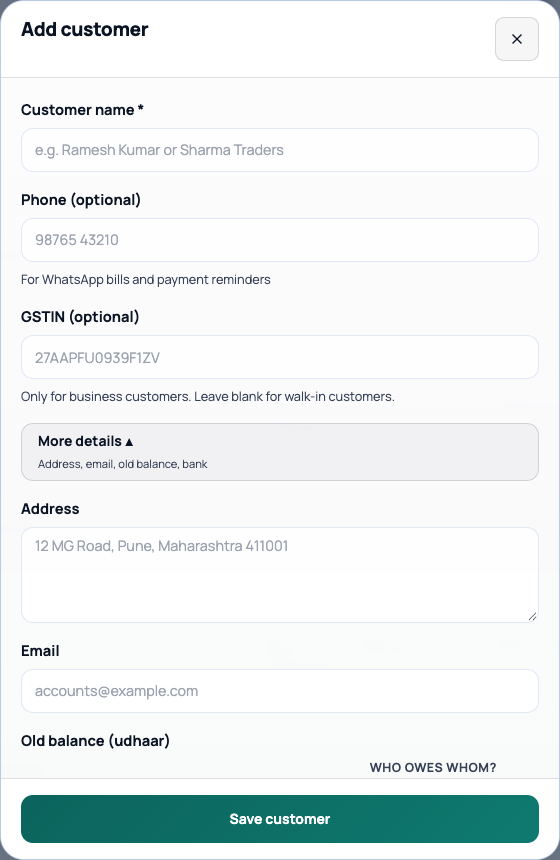 Add customer
×
Customer name *
e.g. Ramesh Kumar or Sharma Traders
Phone (optional)
98765 43210
For WhatsApp bills and payment reminders
GSTIN (optional)
27AAPFU0939F1ZV
Only for business customers. Leave blank for walk-in customers.
More details ▲
Address, email, old balance, bank
Address
12 MG Road, Pune, Maharashtra 411001
Email
accounts@example.com
Old balance (udhaar)
WHO OWES WHOM?
Save customer